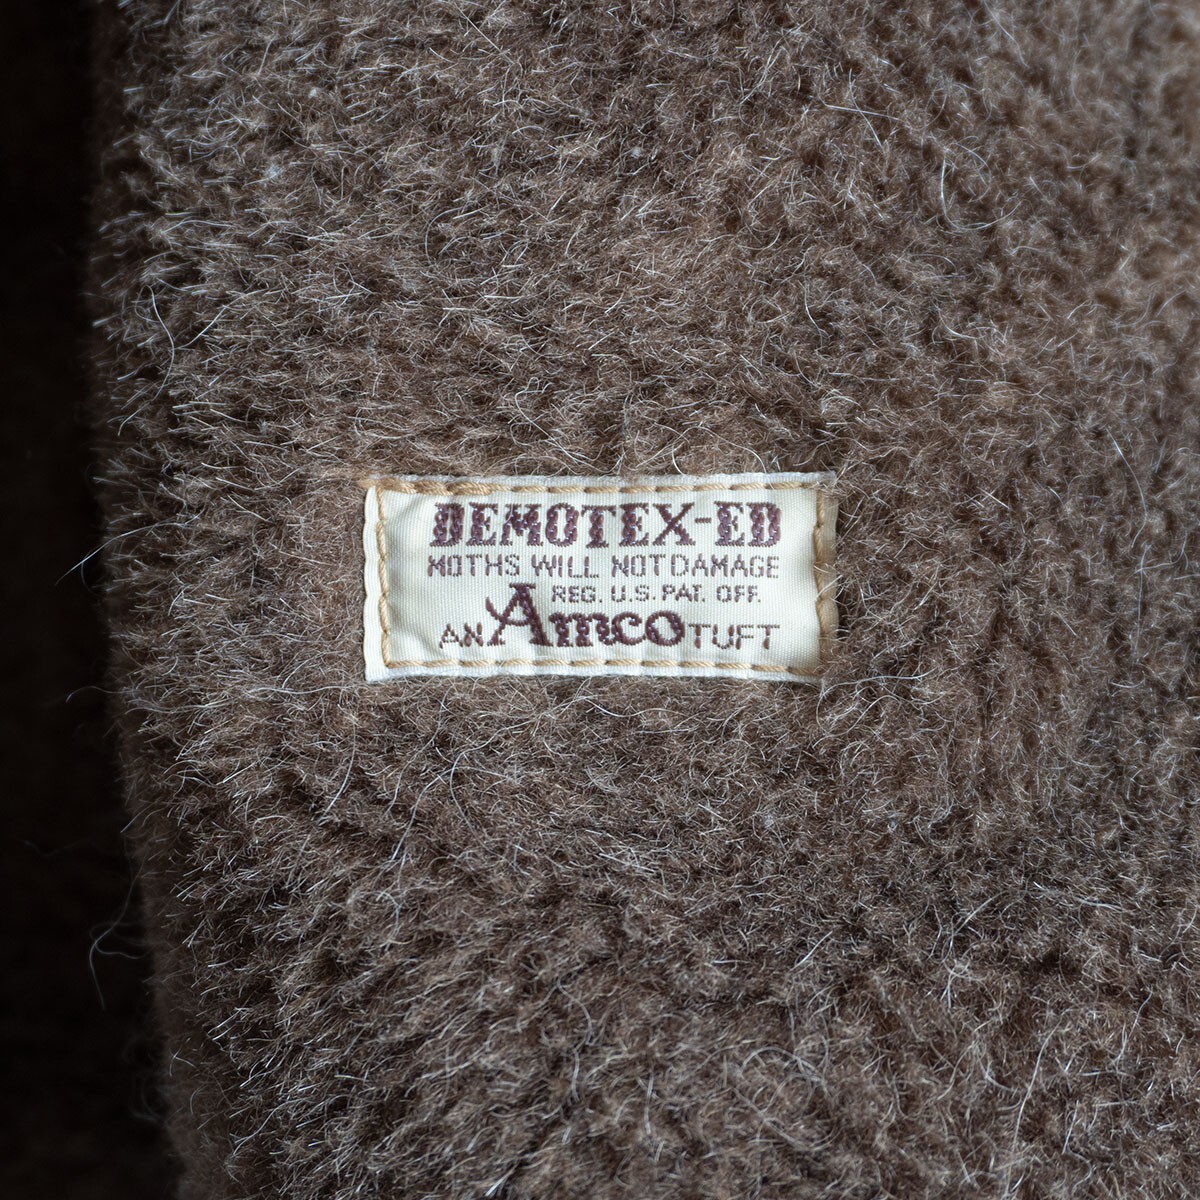 DEMOTEX-ED
MOTHS WILL NOT DAMAGE
REG. U.S. PAT. OFF.
AN Amco TUFT